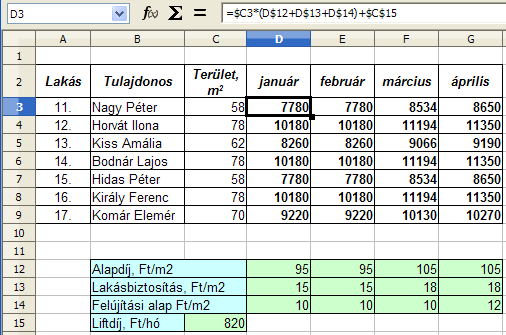 D3 f(x) Σ = =$C3*(D$12+D$13+D$14)+$C$15
A B C D E F G
1
2 Lakás Tulajdonos Terület, m² január február március április
3 11. Nagy Péter 58 7780 7780 8534 8650
4 12. Horvát Ilona 78 10180 10180 11194 11350
5 13. Kiss Amália 62 8260 8260 9066 9190
6 14. Bodnár Lajos 78 10180 10180 11194 11350
7 15. Hidas Péter 58 7780 7780 8534 8650
8 16. Király Ferenc 78 10180 10180 11194 11350
9 17. Komár Elemér 70 9220 9220 10130 10270
10
11
12 Alapdíj, Ft/m2 95 95 105 105
13 Lakásbiztosítás, Ft/m2 15 15 18 18
14 Felújítási alap Ft/m2 10 10 10 12
15 Liftdíj, Ft/hó 820